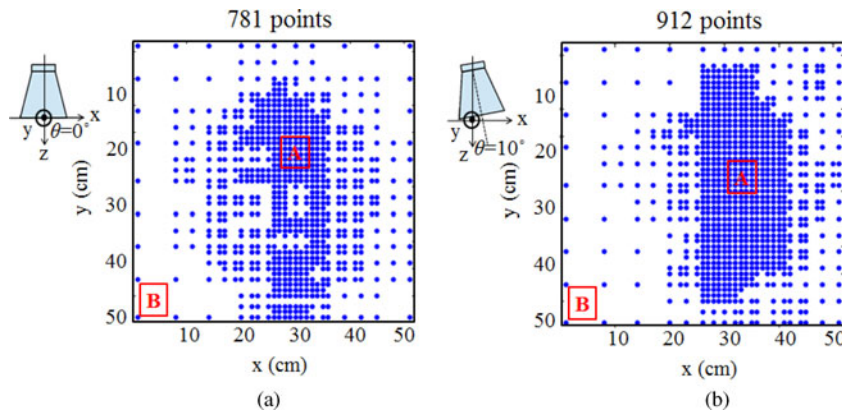 781 points
912 points
x
y
θ=0°
z
x
y
θ=10°
z
10
20
30
40
50
y (cm)
A
B
10 20 30 40 50
x (cm)
10
20
30
40
50
y (cm)
A
B
10 20 30 40 50
x (cm)
(a)
(b)